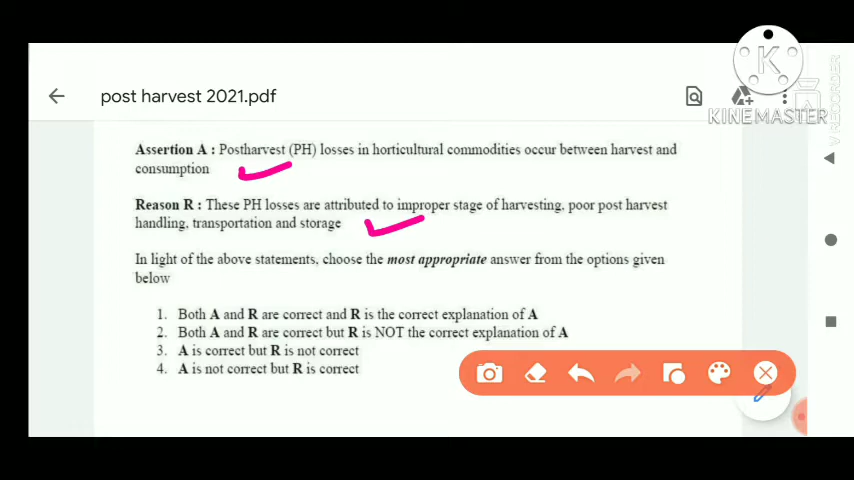 K
KINEMASTER
V RECORDER
post harvest 2021.pdf
Assertion A : Postharvest (PH) losses in horticultural commodities occur between harvest and
consumption
Reason R : These PH losses are attributed to improper stage of harvesting, poor post harvest
handling, transportation and storage
In light of the above statements, choose the most appropriate answer from the options given
below
1. Both A and R are correct and R is the correct explanation of A
2. Both A and R are correct but R is NOT the correct explanation of A
3. A is correct but R is not correct
4. A is not correct but R is correct